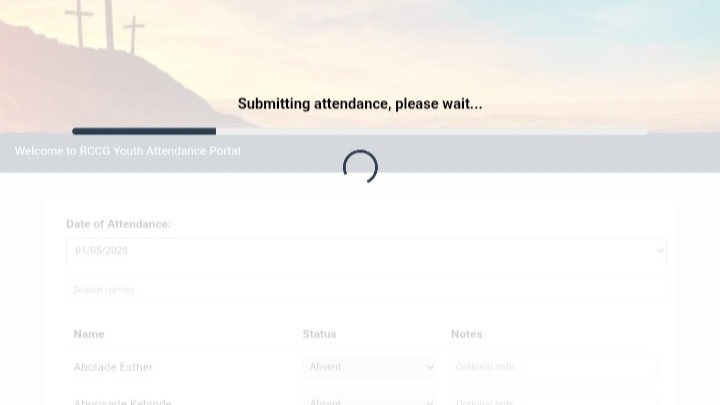 Submitting attendance, please wait...
Welcome to RCCG Youth Attendance Portal
Date of Attendance:
01/05/2025
Search names...
Name Status Notes
Abolade Esther Absent Optional note...
Aborisade Kehinde Absent Optional note...